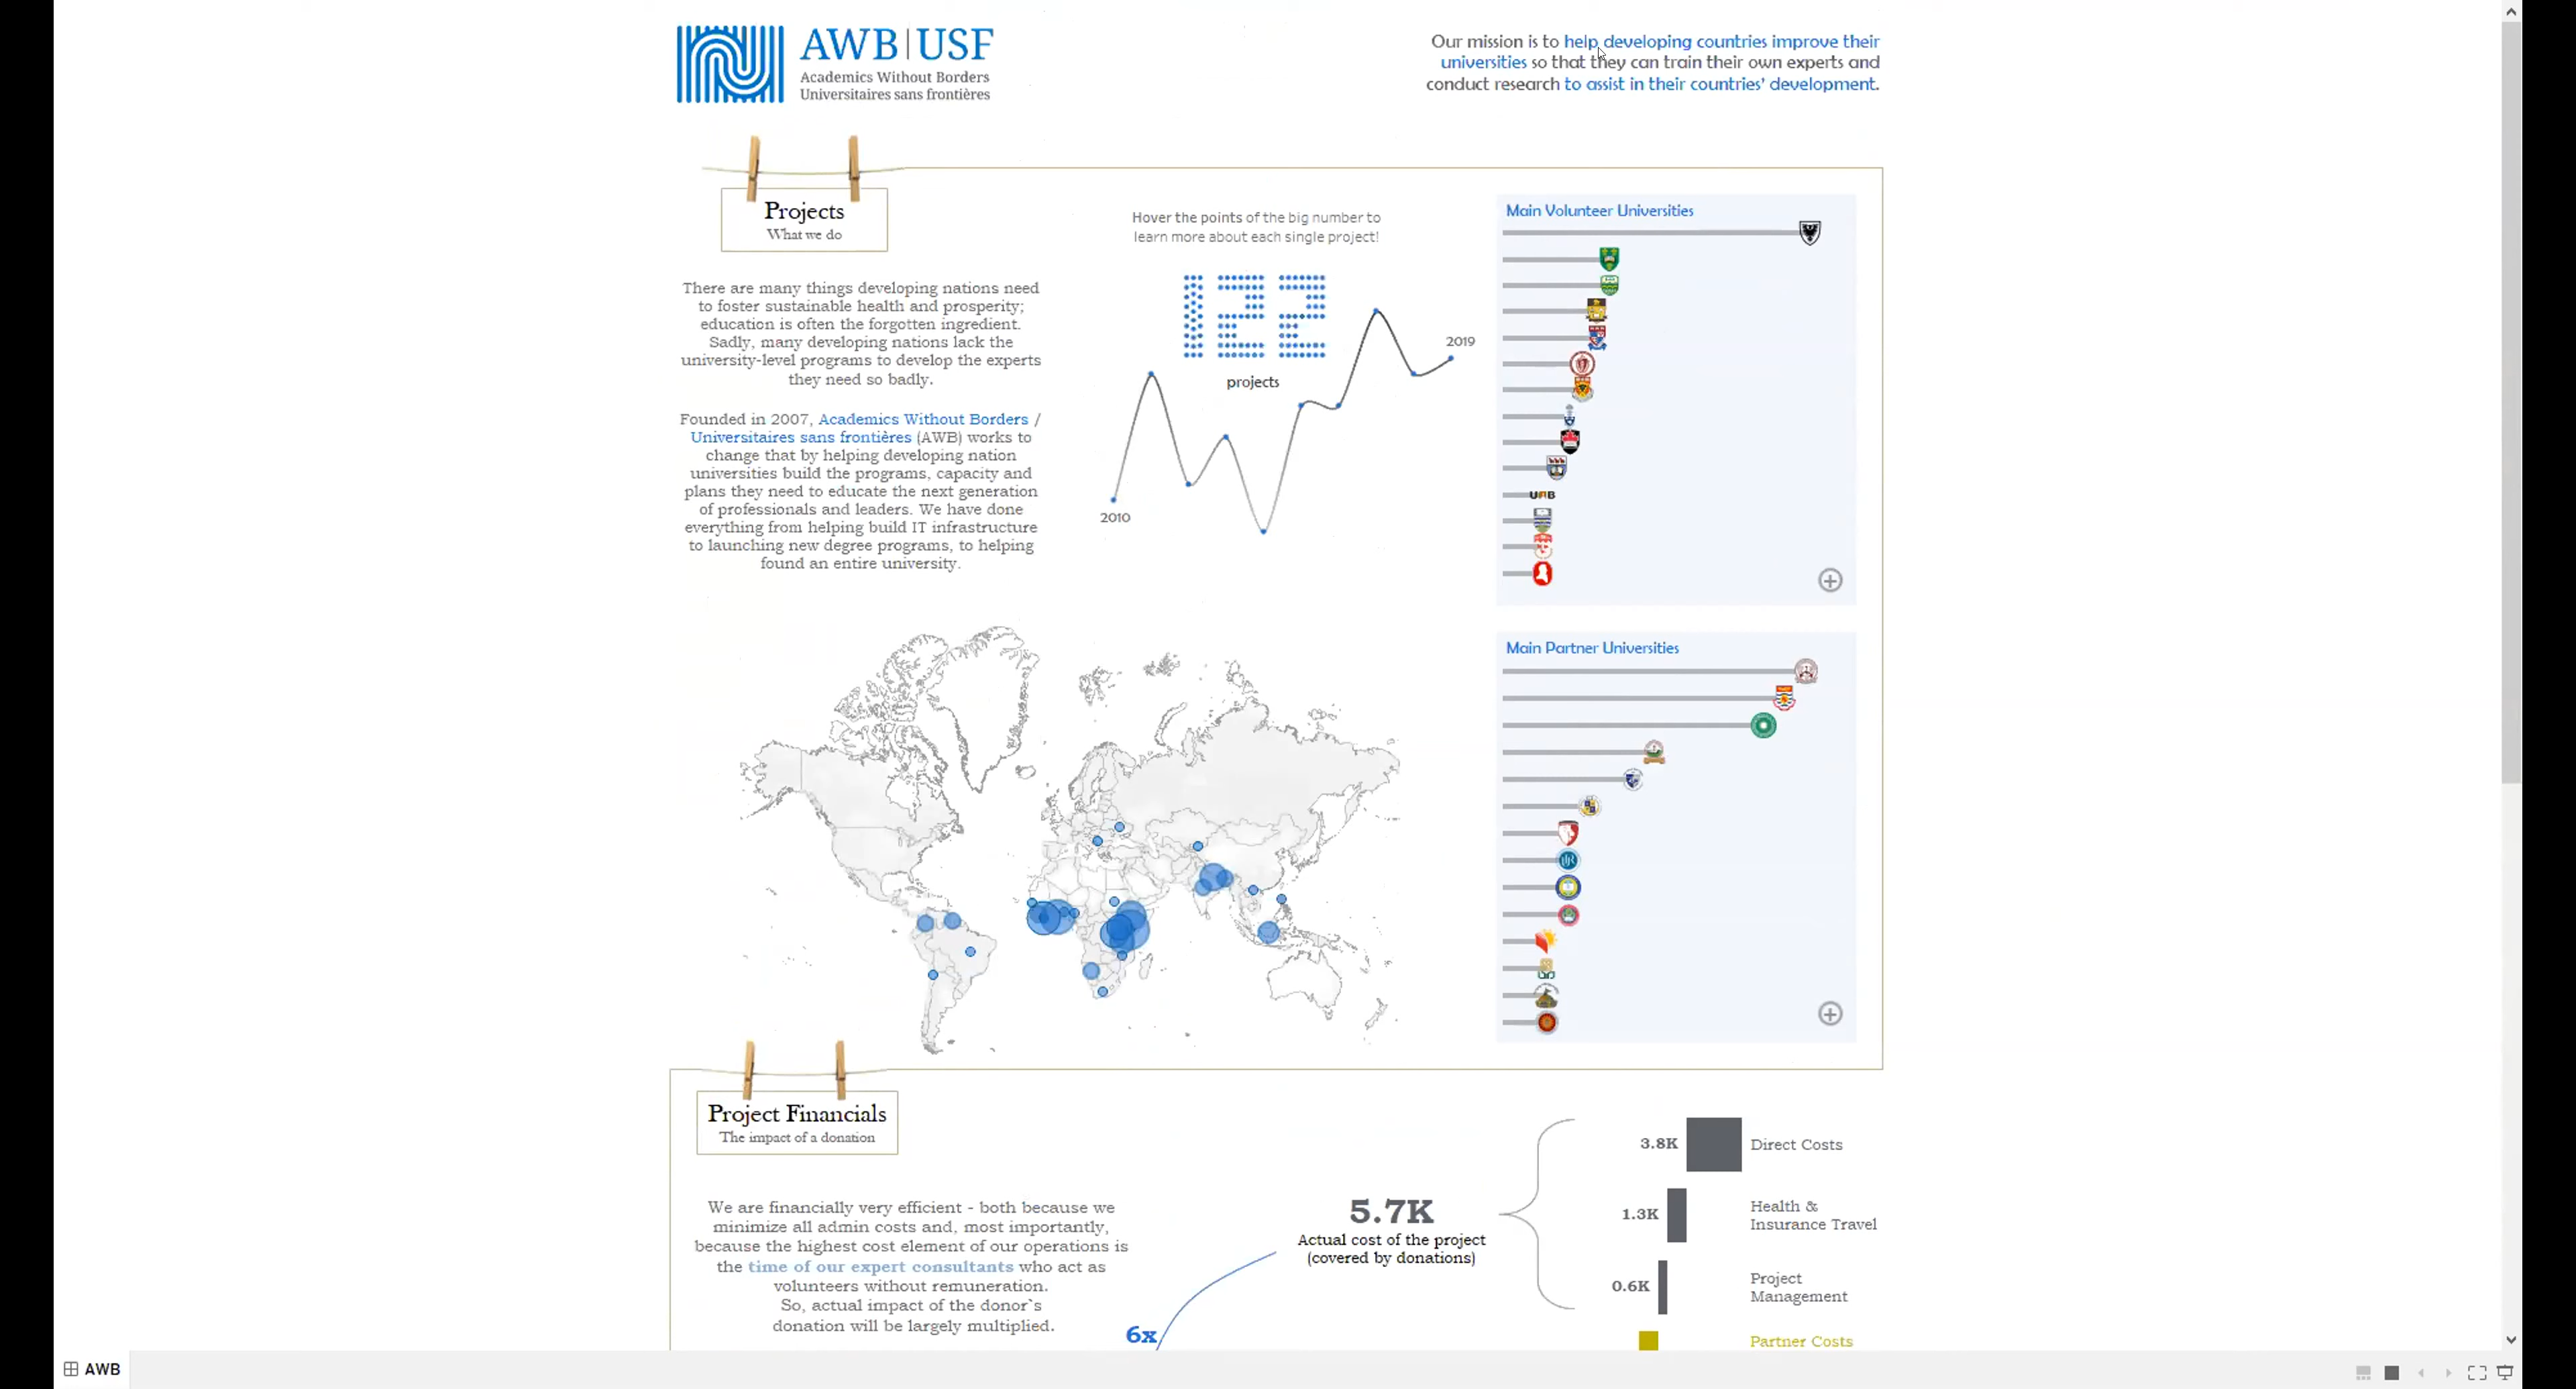 AWB|USF
Academics Without Borders
Universitaires sans frontières
Our mission is to help developing countries improve their
universities so that they can train their own experts and
conduct research to assist in their countries' development.
Projects
What we do
There are many things developing nations need
to foster sustainable health and prosperity;
education is often the forgotten ingredient.
Sadly, many developing nations lack the
university-level programs to develop the experts
they need so badly.
Founded in 2007, Academics Without Borders /
Universitaires sans frontières (AWB) works to
change that by helping developing nation
universities build the programs, capacity and
plans they need to educate the next generation
of professionals and leaders. We have done
everything from helping build IT infrastructure
to launching new degree programs, to helping
found an entire university.
Hover the points of the big number to
learn more about each single project!
122
projects
2010
2019
Main Volunteer Universities
UAB
Main Partner Universities
Project Financials
The impact of a donation
We are financially very efficient - both because we
minimize all admin costs and, most importantly,
because the highest cost element of our operations is
the time of our expert consultants who act as
volunteers without remuneration.
So, actual impact of the donor`s
donation will be largely multiplied.
6x
5.7K
Actual cost of the project
(covered by donations)
3.8K Direct Costs
1.3K Health &
Insurance Travel
0.6K Project
Management
Partner Costs
AWB